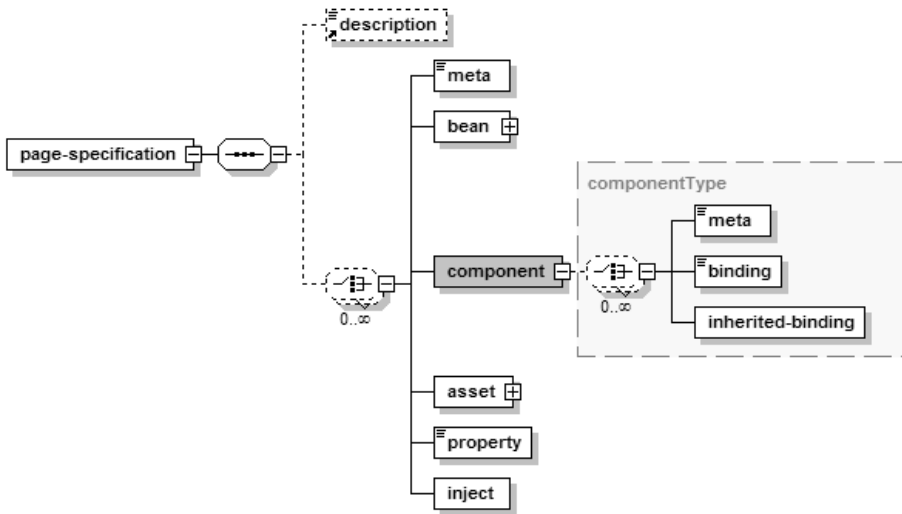 description
meta
bean
page-specification
componentType
meta
component
binding
0..∞
0..∞
inherited-binding
asset
property
inject